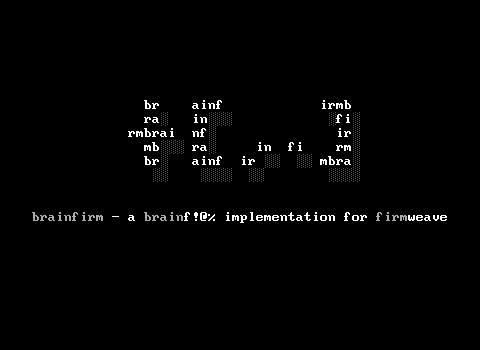 br ainf irmb
ra in fi
rmbrai nf ir
mb ra in fi rm
br ainf ir mbra
brainfirm - a brainf!@% implementation for firmweave